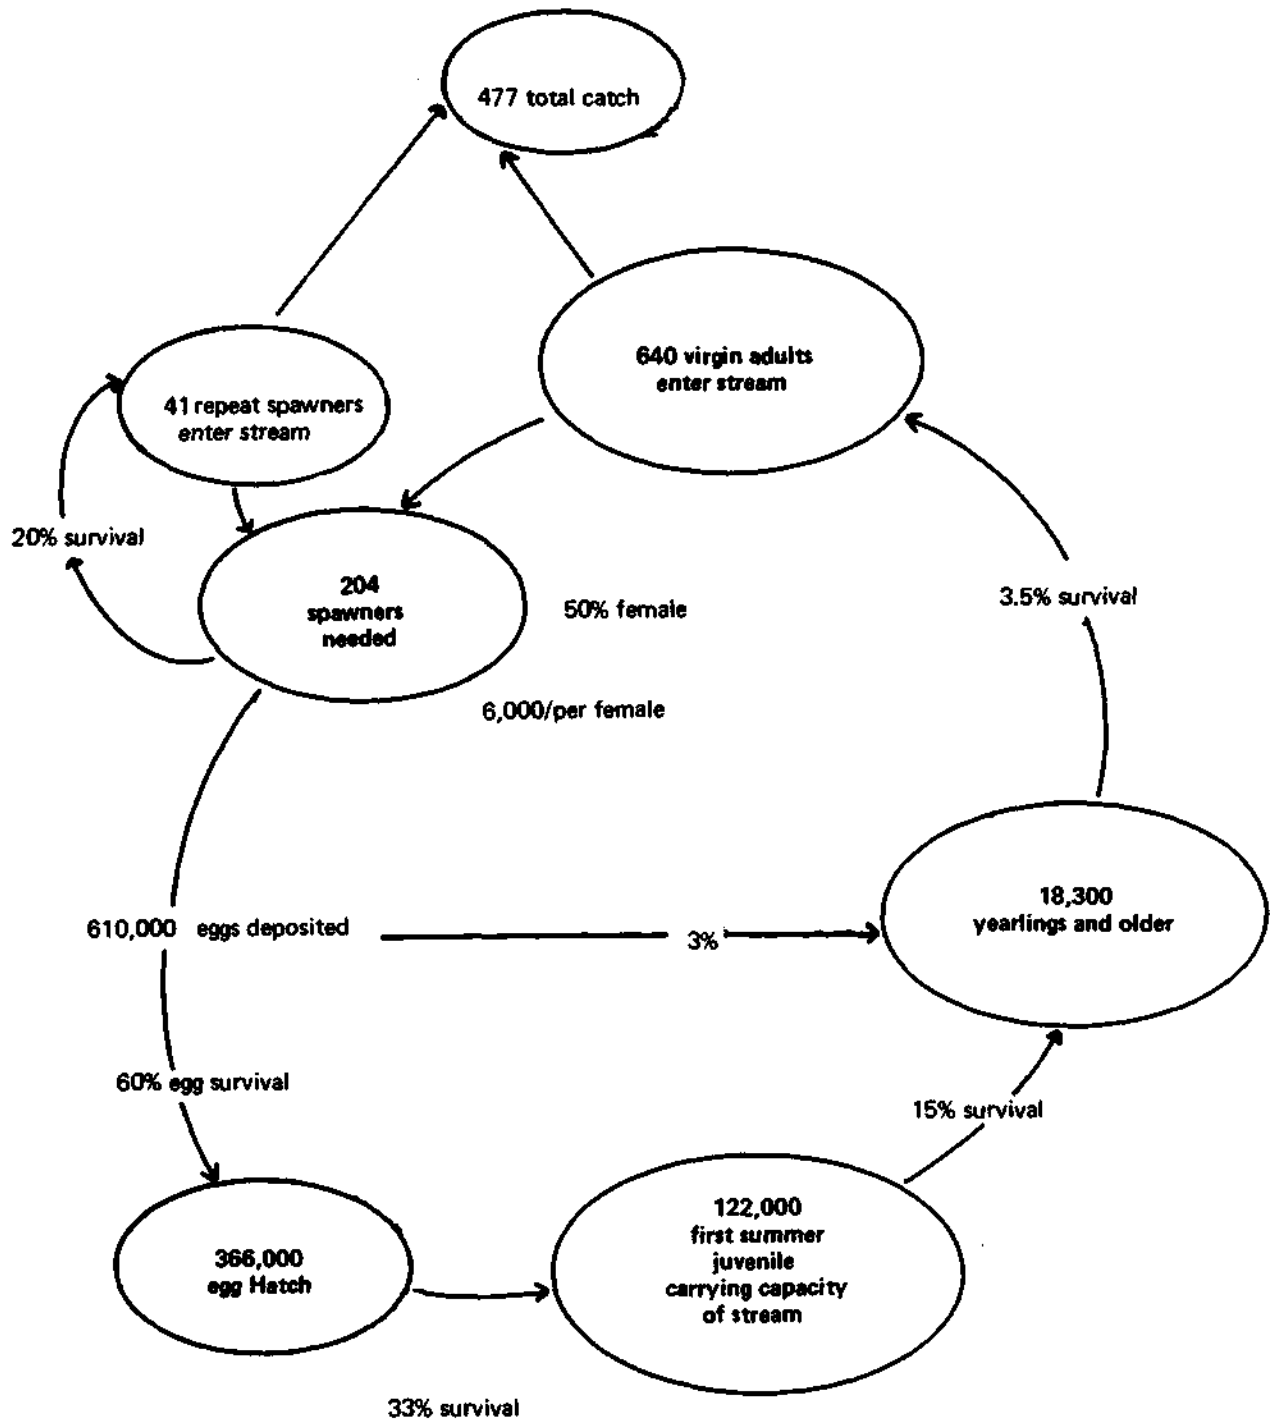 477 total catch
640 virgin adults
enter stream
41 repeat spawners
enter stream
20% survival
204
spawners
needed
50% female
3.5% survival
6,000/per female
18,300
yearlings and older
610,000 eggs deposited
3%
60% egg survival
15% survival
122,000
first summer
juvenile
carrying capacity
of stream
366,000
egg Hatch
33% survival